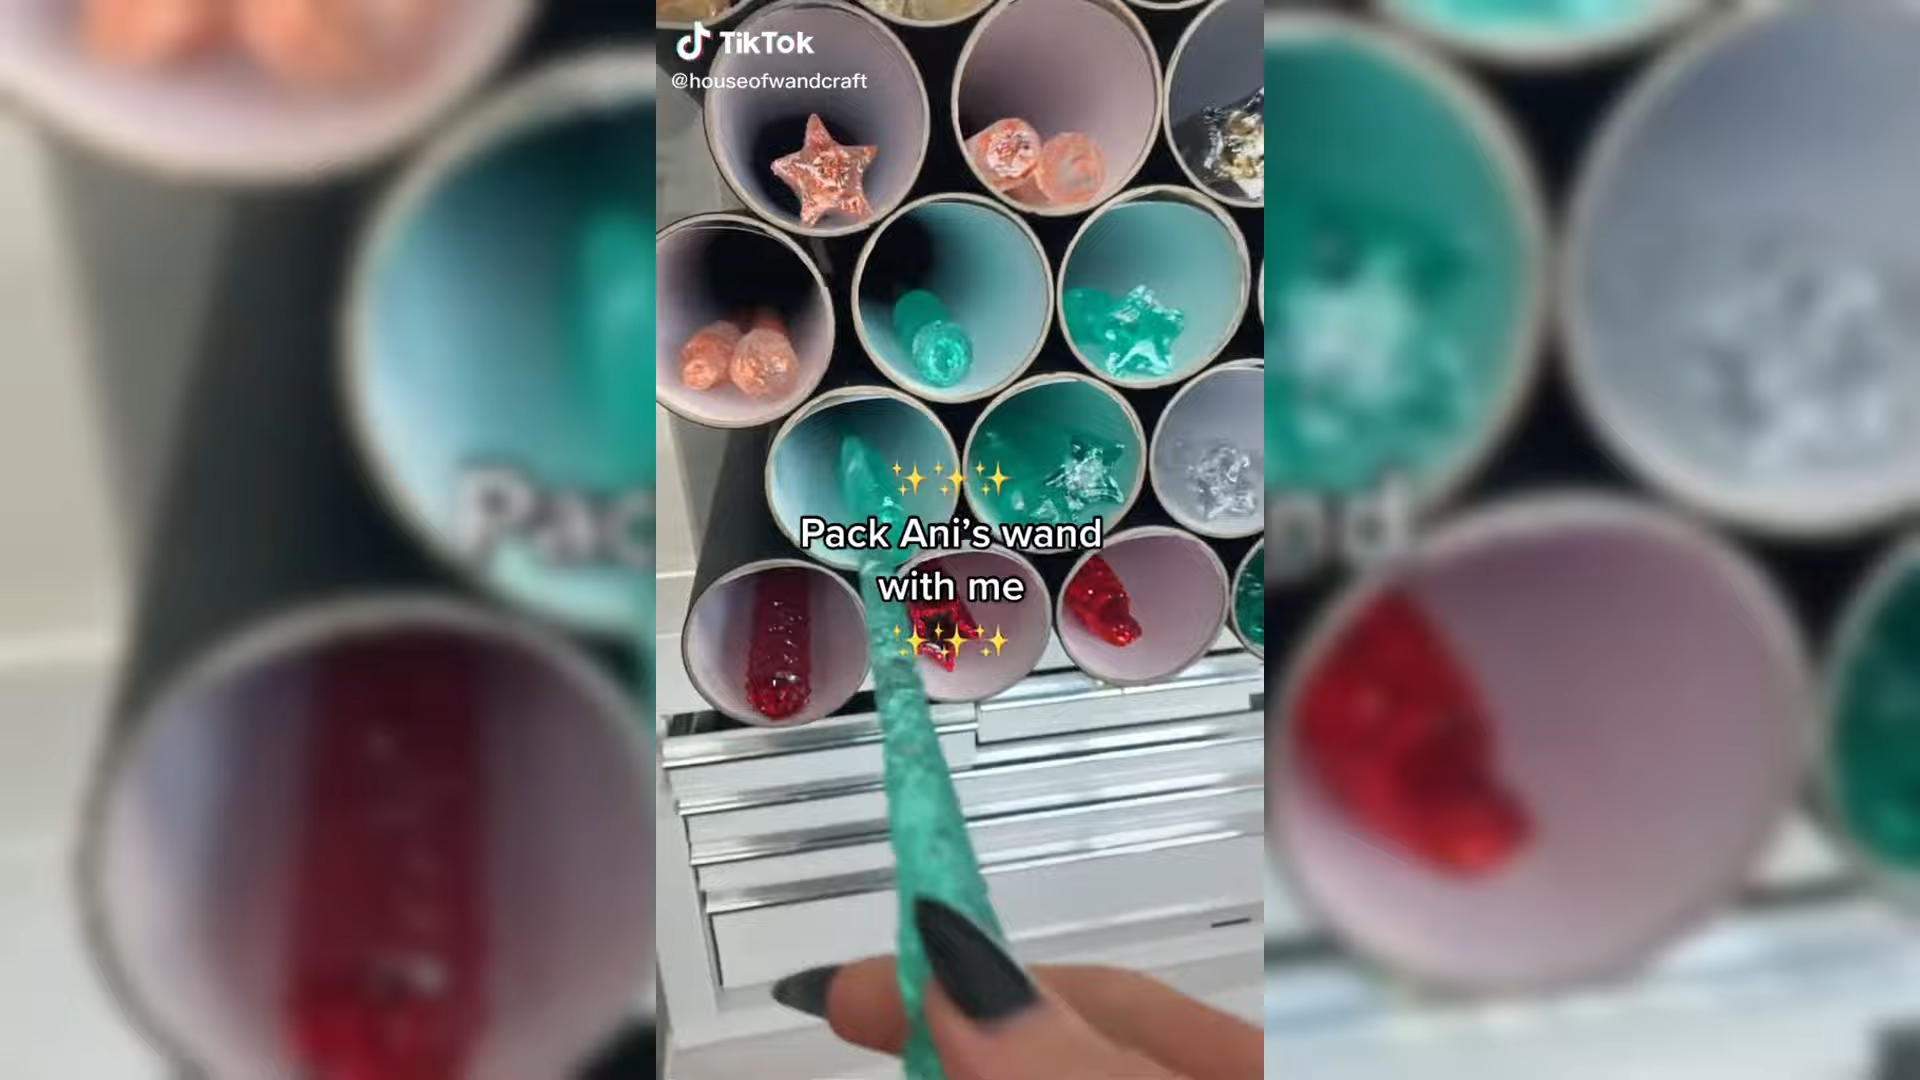 TikTok
@houseofwandcraft
✨✨✨
Pack Ani's wand
with me
✨✨✨